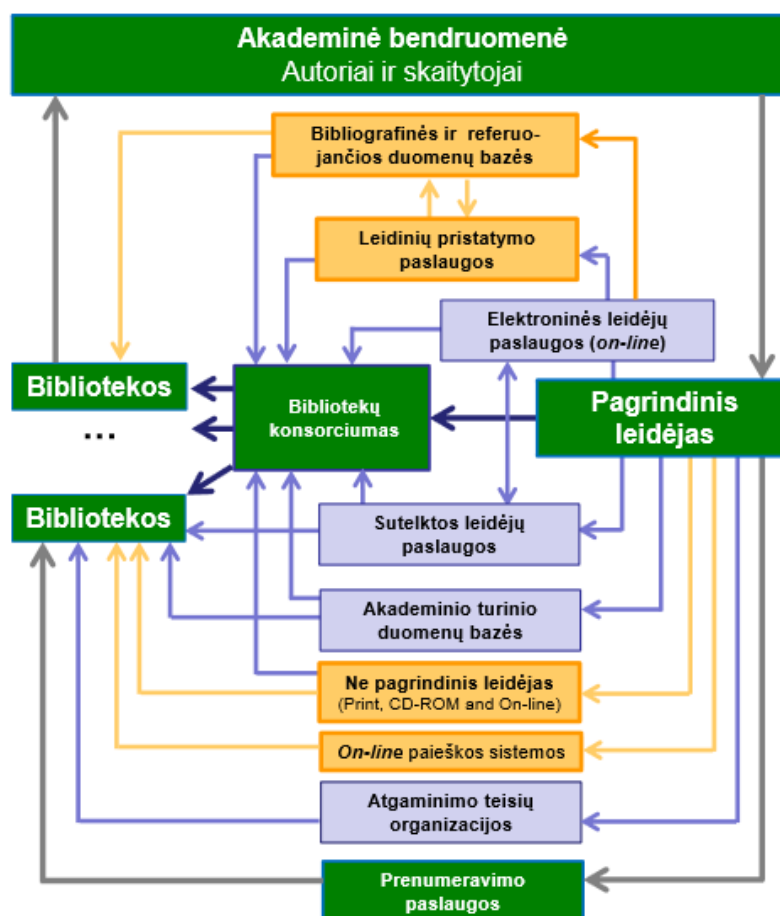 Akademinė bendruomenė
Autoriai ir skaitytojai
Bibliografinės ir referuo-
jančios duomenų bazės
Leidinių pristatymo
paslaugos
Elektroninės leidėjų
paslaugos (on-line)
Bibliotekos
...
Bibliotekų
konsorciumas
Pagrindinis
leidėjas
Bibliotekos
Sutelktos leidėjų
paslaugos
Akademinio turinio
duomenų bazės
Ne pagrindinis leidėjas
(Print, CD-ROM and On-line)
On-line paieškos sistemos
Atgaminimo teisių
organizacijos
Prenumeravimo
paslaugos